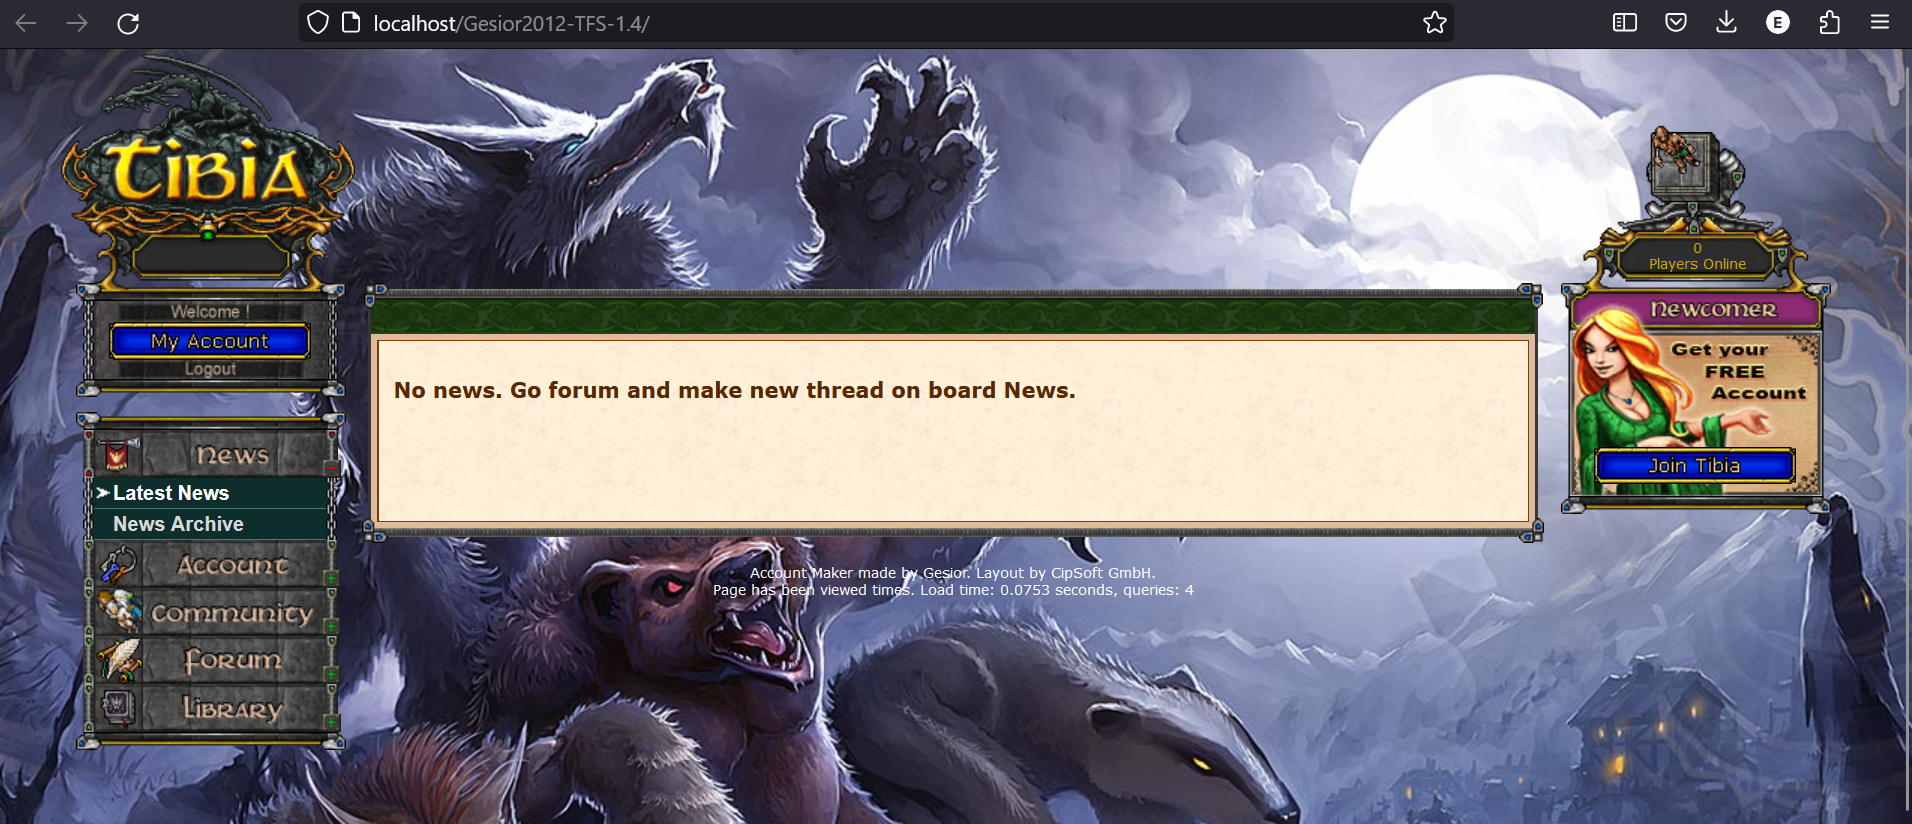 localhost/Gesior2012-TFS-1.4/
E
TIBIA
0
Players Online
Welcome !
My Account
Logout
Newcomer
Get your
FREE
Account
Join Tibia
No news. Go forum and make new thread on board News.
News
Latest News
News Archive
Account
Community
Forum
Library
Account Maker made by Gesior. Layout by CipSoft GmbH.
Page has been viewed times. Load time: 0.0753 seconds, queries: 4